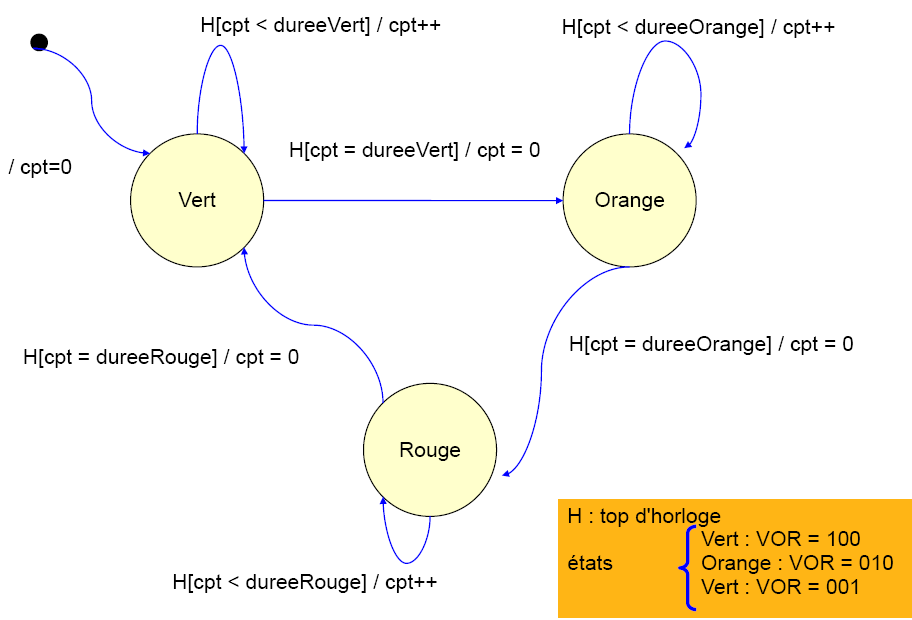 H[cpt < dureeVert] / cpt++
H[cpt < dureeOrange] / cpt++
H[cpt = dureeVert] / cpt = 0
/ cpt=0
Vert
Orange
H[cpt = dureeRouge] / cpt = 0
H[cpt = dureeOrange] / cpt = 0
Rouge
H[cpt < dureeRouge] / cpt++
H : top d'horloge
Vert : VOR = 100
états
Orange : VOR = 010
Vert : VOR = 001